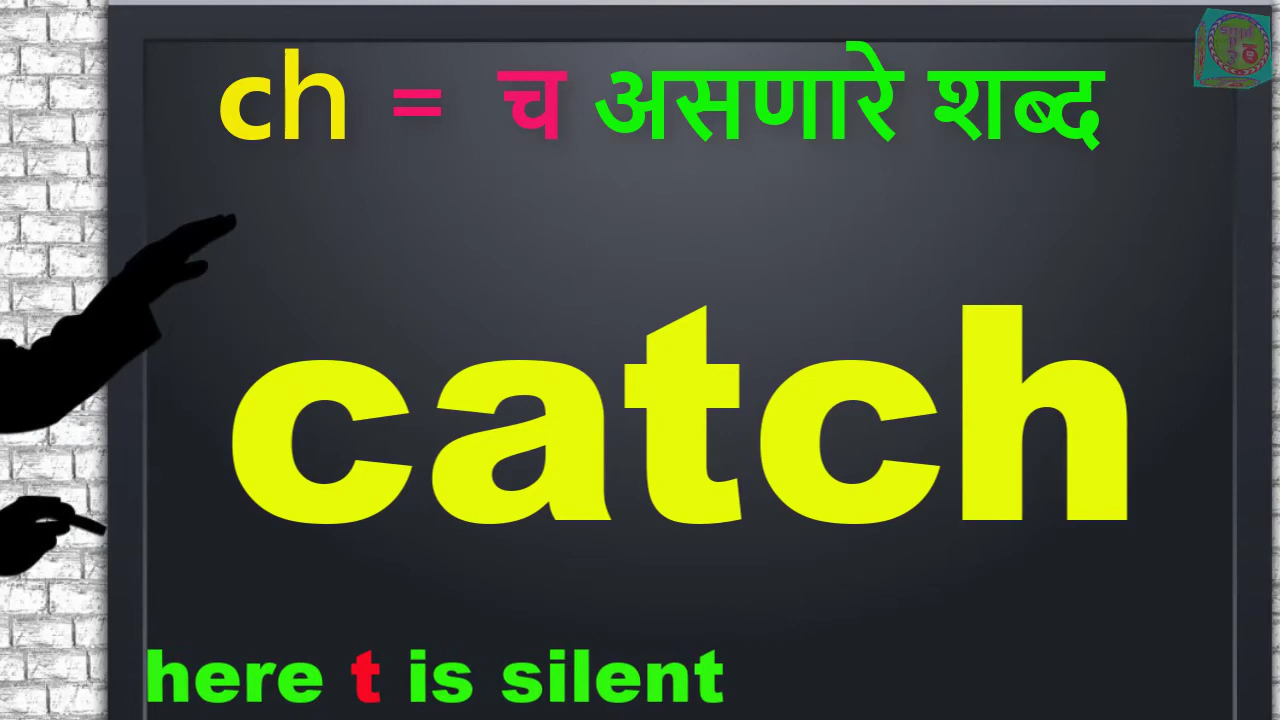 ch = च असणारे शब्द
catch
here t is silent